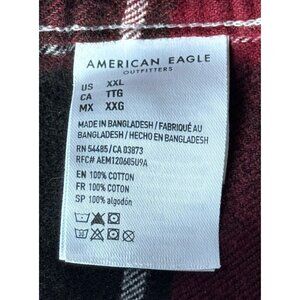 AMERICAN EAGLE
OUTFITTERS
US XXL
CA TTG
MX XXG
MADE IN BANGLADESH / FABRIQUÉ AU
BANGLADESH / HECHO EN BANGLADESH
RN 54485 / CA 03873
RFC# AEM120605U9A
EN 100% COTTON
FR 100% COTON
SP 100% algodón